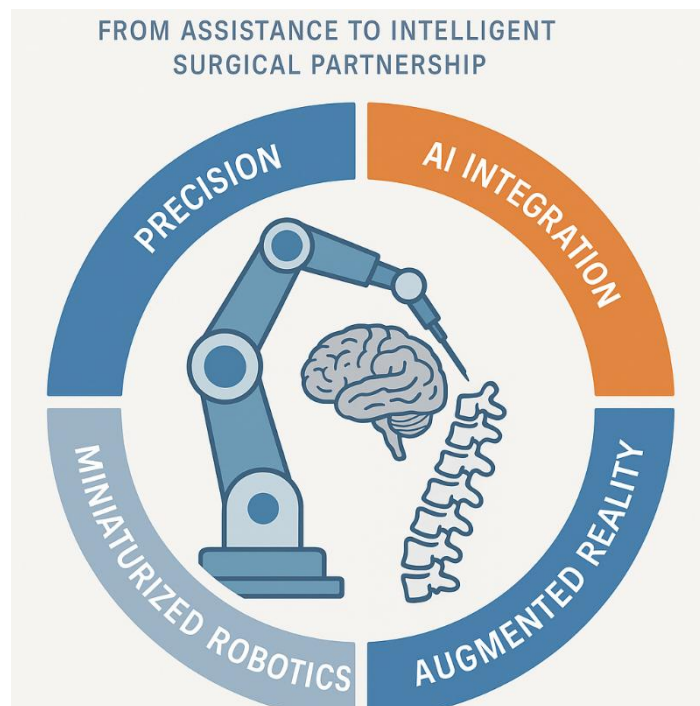 FROM ASSISTANCE TO INTELLIGENT
SURGICAL PARTNERSHIP
PRECISION
AI INTEGRATION
MINIATURIZED ROBOTICS
AUGMENTED REALITY